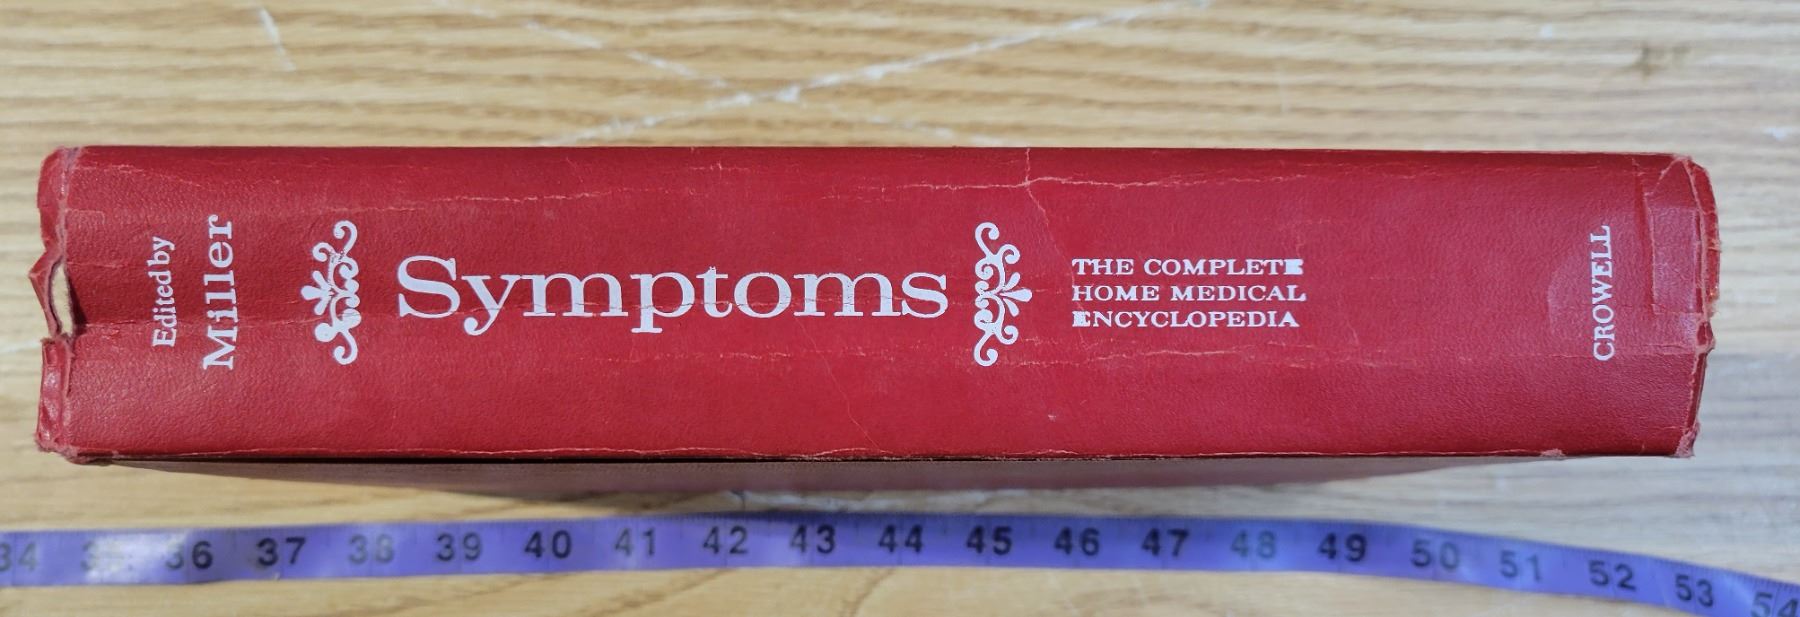 Edited by
Miller
Symptoms
THE COMPLETE
HOME MEDICAL
ENCYCLOPEDIA
CROWELL
34 35 36 37 38 39 40 41 42 43 44 45 46 47 48 49 50 51 52 53 54